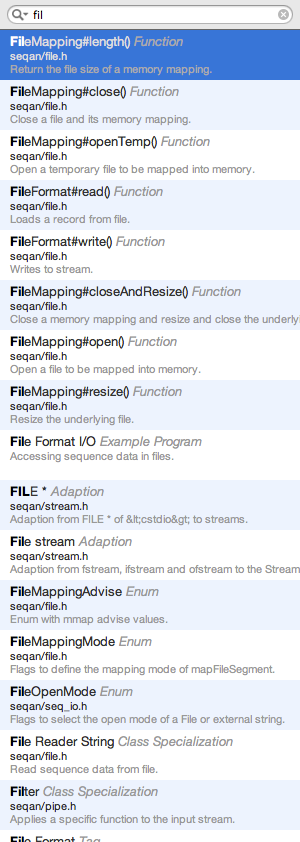 fil
FileMapping#length() Function
seqan/file.h
Return the file size of a memory mapping.
FileMapping#close() Function
seqan/file.h
Close a file and its memory mapping.
FileMapping#openTemp() Function
seqan/file.h
Open a temporary file to be mapped into memory.
FileFormat#read() Function
seqan/file.h
Loads a record from file.
FileFormat#write() Function
seqan/file.h
Writes to stream.
FileMapping#closeAndResize() Function
seqan/file.h
Close a memory mapping and resize and close the underlyi
FileMapping#open() Function
seqan/file.h
Open a file to be mapped into memory.
FileMapping#resize() Function
seqan/file.h
Resize the underlying file.
File Format I/O Example Program
Accessing sequence data in files.
FILE * Adaption
seqan/stream.h
Adaption from FILE * of &lt;cstdio&gt; to streams.
File stream Adaption
seqan/stream.h
Adaption from fstream, ifstream and ofstream to the Stream
FileMappingAdvise Enum
seqan/file.h
Enum with mmap advise values.
FileMappingMode Enum
seqan/file.h
Flags to define the mapping mode of mapFileSegment.
FileOpenMode Enum
seqan/seq_io.h
Flags to select the open mode of a File or external string.
File Reader String Class Specialization
seqan/file.h
Read sequence data from file.
Filter Class Specialization
seqan/pipe.h
Applies a specific function to the input stream.
File Format Tag